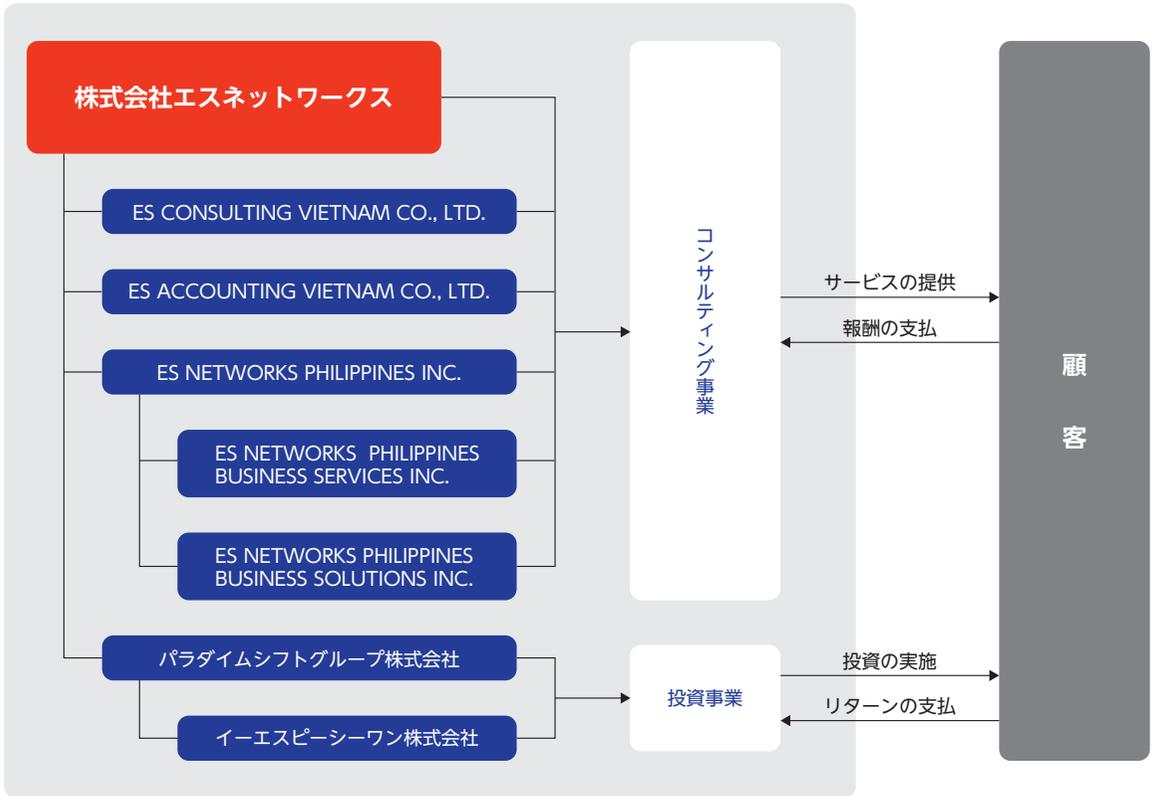 株式会社エスネットワークス
ES CONSULTING VIETNAM CO., LTD.
ES ACCOUNTING VIETNAM CO., LTD.
ES NETWORKS PHILIPPINES INC.
ES NETWORKS PHILIPPINES
BUSINESS SERVICES INC.
ES NETWORKS PHILIPPINES
BUSINESS SOLUTIONS INC.
パラダイムシフトグループ株式会社
イーエスピーシーワン株式会社
コンサルティング事業
投資事業
サービスの提供
報酬の支払
投資の実施
リターンの支払
顧客